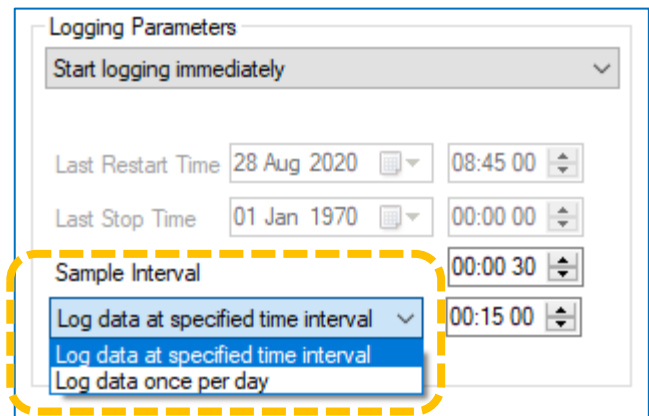 Logging Parameters
Start logging immediately
Last Restart Time 28 Aug 2020 08:45 00
Last Stop Time 01 Jan 1970 00:00 00
Sample Interval 00:00 30
Log data at specified time interval 00:15 00
Log data at specified time interval
Log data once per day